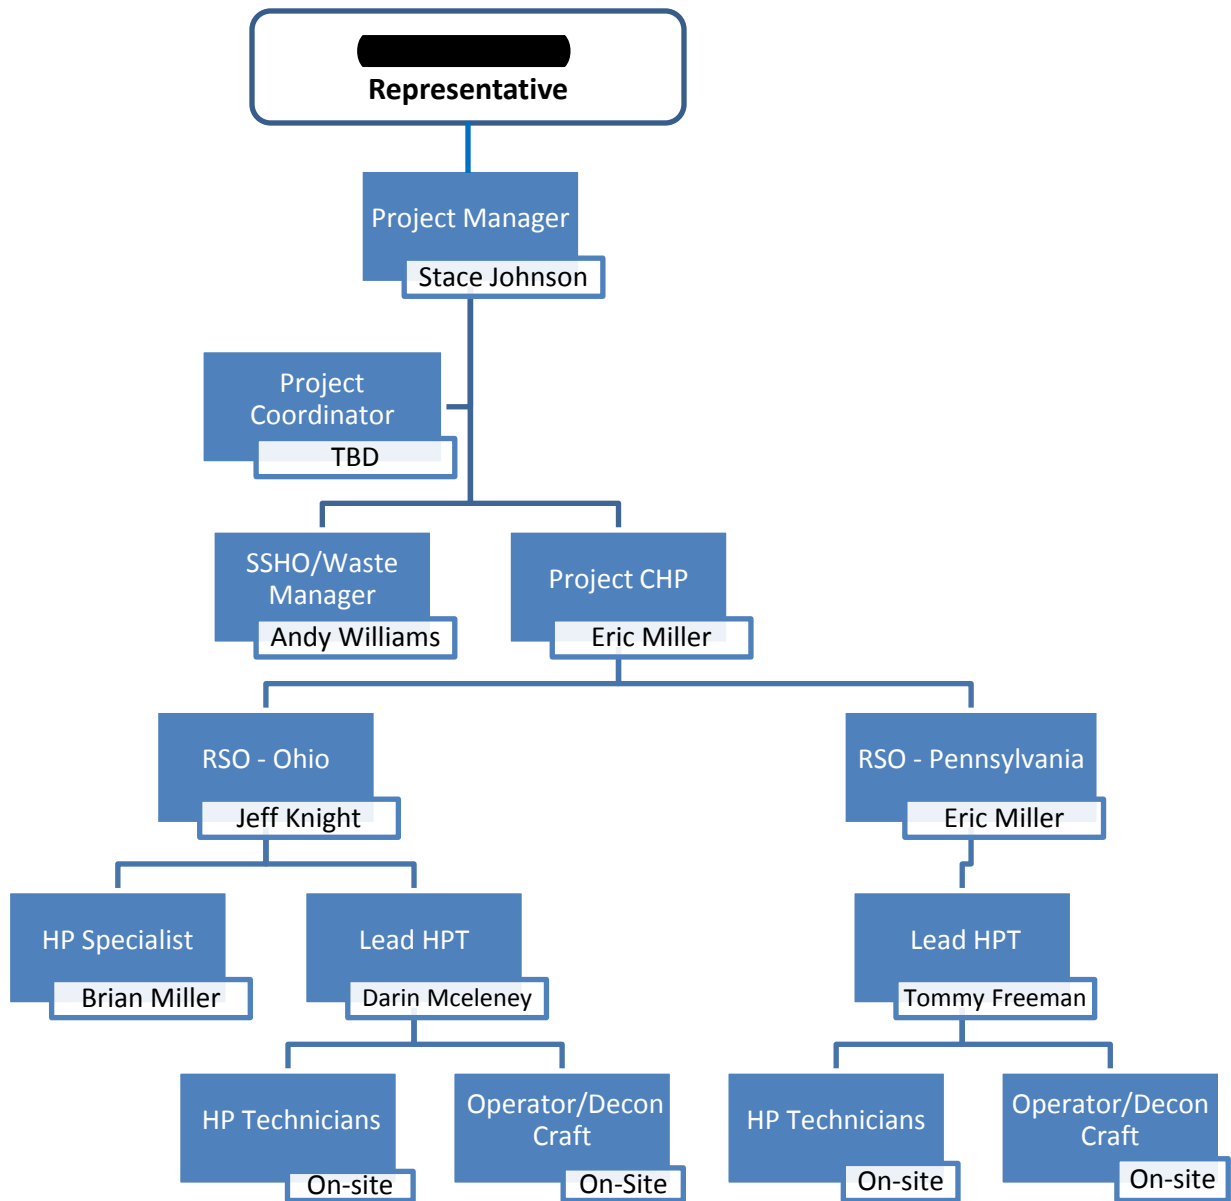 Representative
Project Manager
Stace Johnson
Project
Coordinator
TBD
SSHO/Waste
Manager
Andy Williams
Project CHP
Eric Miller
RSO - Ohio
Jeff Knight
RSO - Pennsylvania
Eric Miller
HP Specialist
Brian Miller
Lead HPT
Darin Mceleney
Lead HPT
Tommy Freeman
HP Technicians
On-site
Operator/Decon
Craft
On-Site
HP Technicians
On-site
Operator/Decon
Craft
On-site